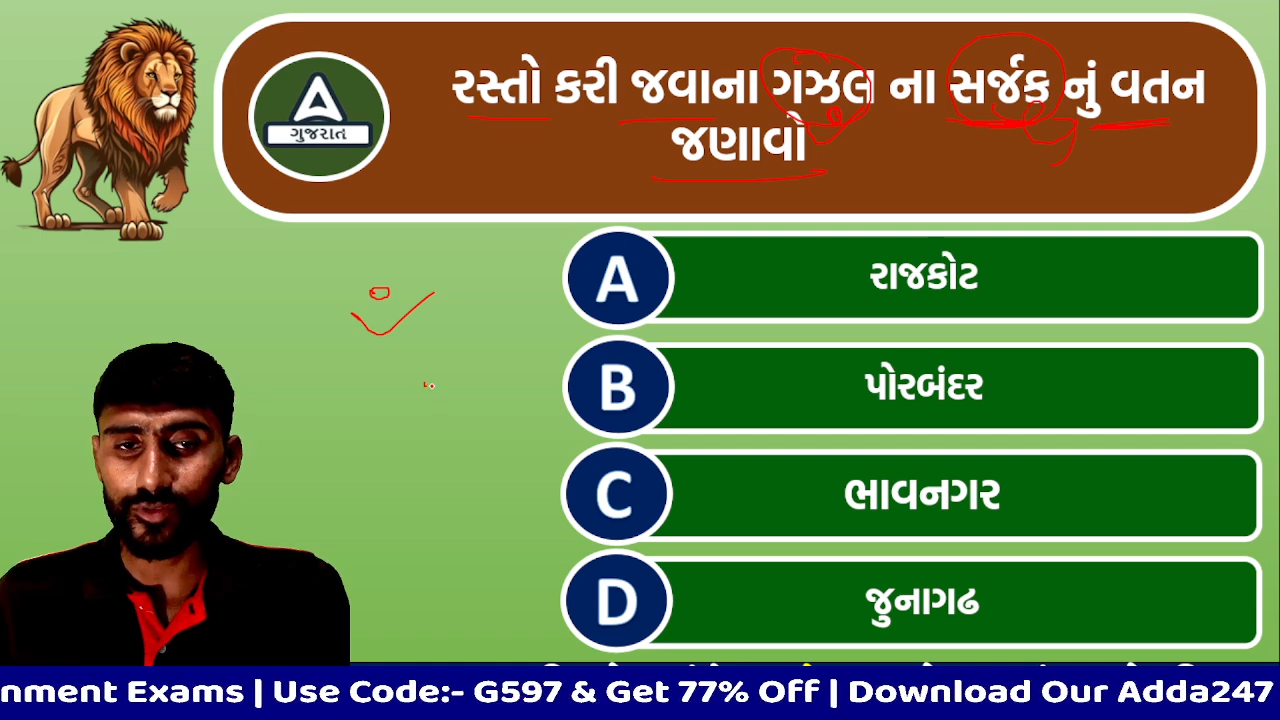 ગુજરાત
રસ્તો કરી જવાના ગઝલ ના સર્જક નું વતન
જણાવો
A રાજકોટ
B પોરબંદર
C ભાવનગર
D જુનાગઢ
nment Exams | Use Code:- G597 & Get 77% Off | Download Our Adda247